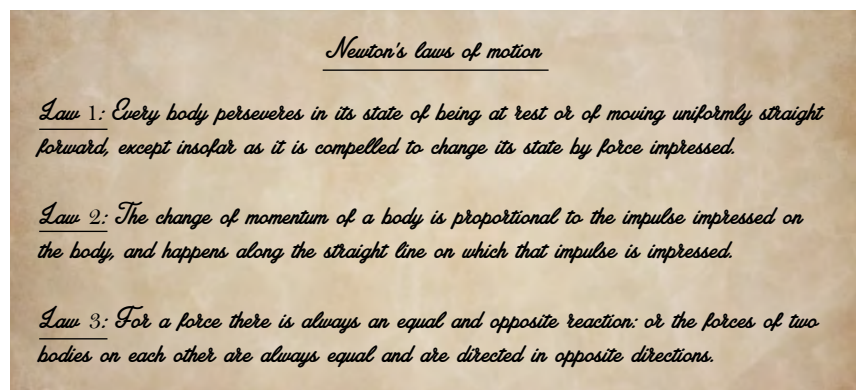 Newton's laws of motion
Law 1: Every body perseveres in its state of being at rest or of moving uniformly straight
forward, except insofar as it is compelled to change its state by force impressed.
Law 2: The change of momentum of a body is proportional to the impulse impressed on
the body, and happens along the straight line on which that impulse is impressed.
Law 3: For a force there is always an equal and opposite reaction: or the forces of two
bodies on each other are always equal and are directed in opposite directions.